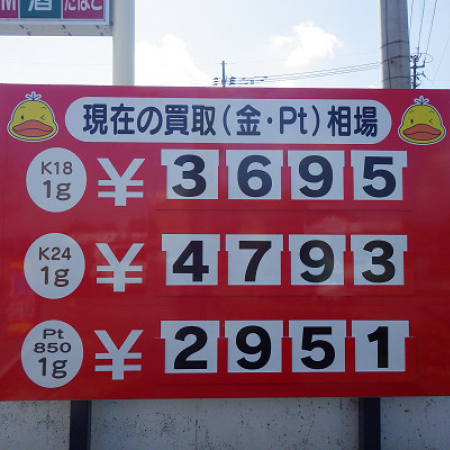 M 酒 たばこ
現在の買取(金・Pt)相場
K18 1g ¥3695
K24 1g ¥4793
Pt 850 1g ¥2951